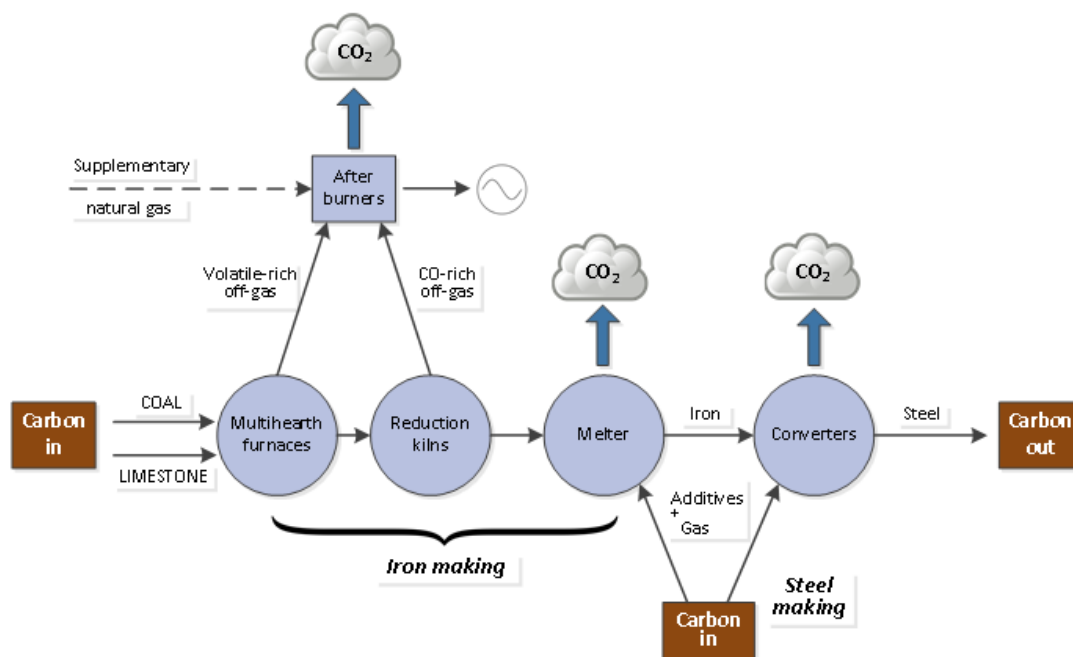 CO₂
Supplementary
natural gas
After
burners
Volatile-rich
off-gas
CO-rich
off-gas
CO₂
CO₂
Carbon
in
COAL
LIMESTONE
Multihearth
furnaces
Reduction
kilns
Melter
Iron
Converters
Steel
Carbon
out
Additives
+
Gas
Iron making
Steel
making
Carbon
in